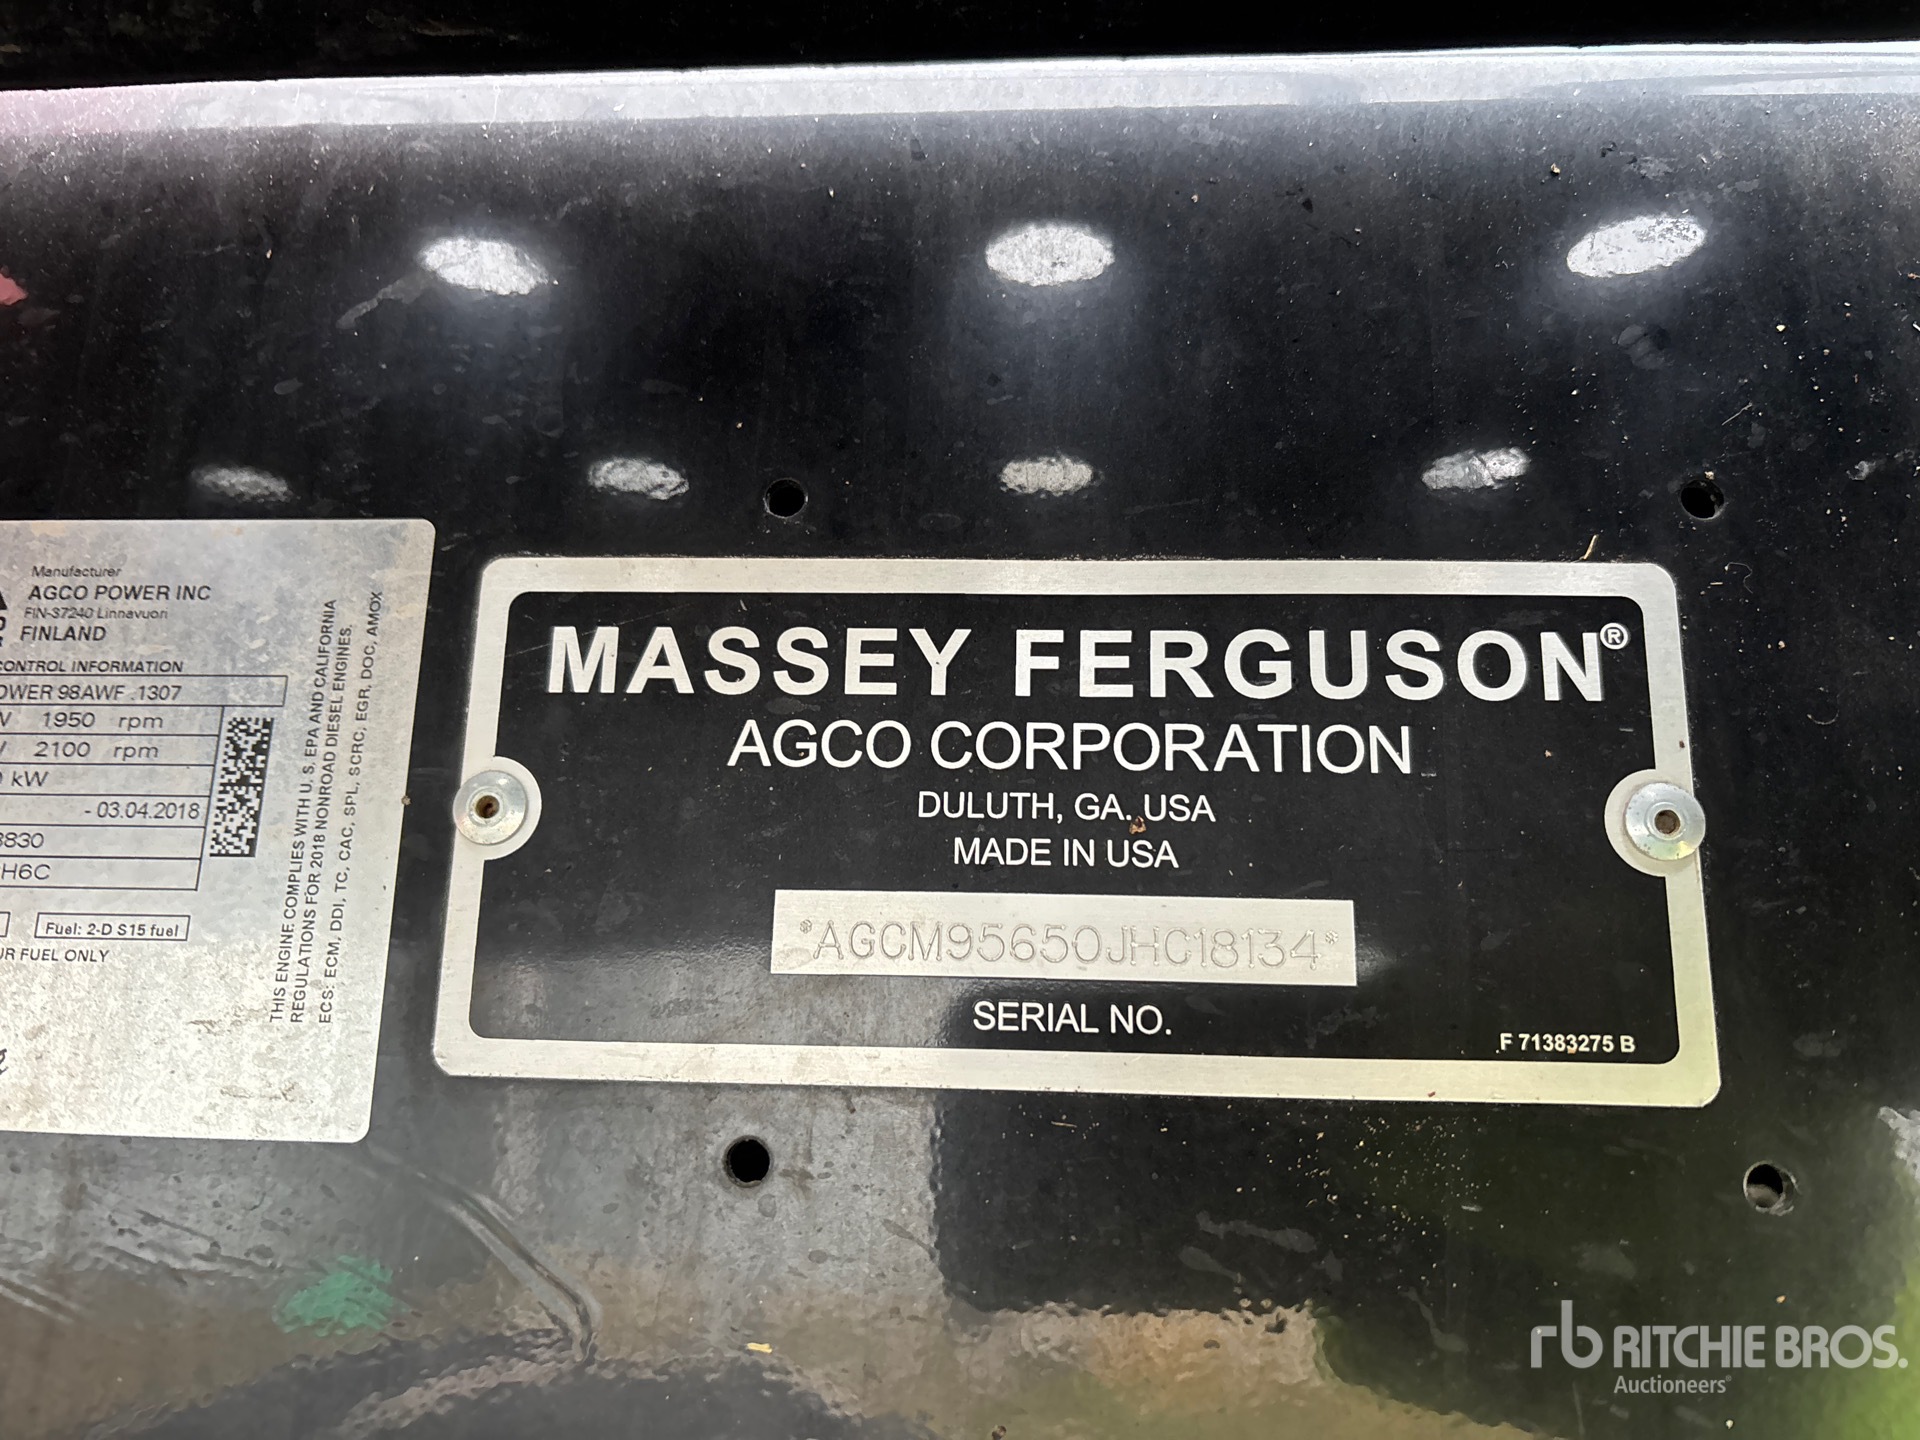 Manufacturer
AGCO POWER INC
FIN-37240 Linnavuori
FINLAND
CONTROL INFORMATION
OWER 98AWF .1307
1950 rpm
2100 rpm
kW
- 03.04.2018
3830
H6C
Fuel: 2-D S15 fuel
UR FUEL ONLY
THIS ENGINE COMPLIES WITH U. S. EPA AND CALIFORNIA
REGULATIONS FOR 2018 NONROAD DIESEL ENGINES.
ECS: ECM, DDI, TC, CAC, SPL, SCRC, EGR, DOC, AMOX
MASSEY FERGUSON®
AGCO CORPORATION
DULUTH, GA. USA
MADE IN USA
*AGCM95650JHC18134*
SERIAL NO.
F 71383275 B
rb RITCHIE BROS.
Auctioneers®